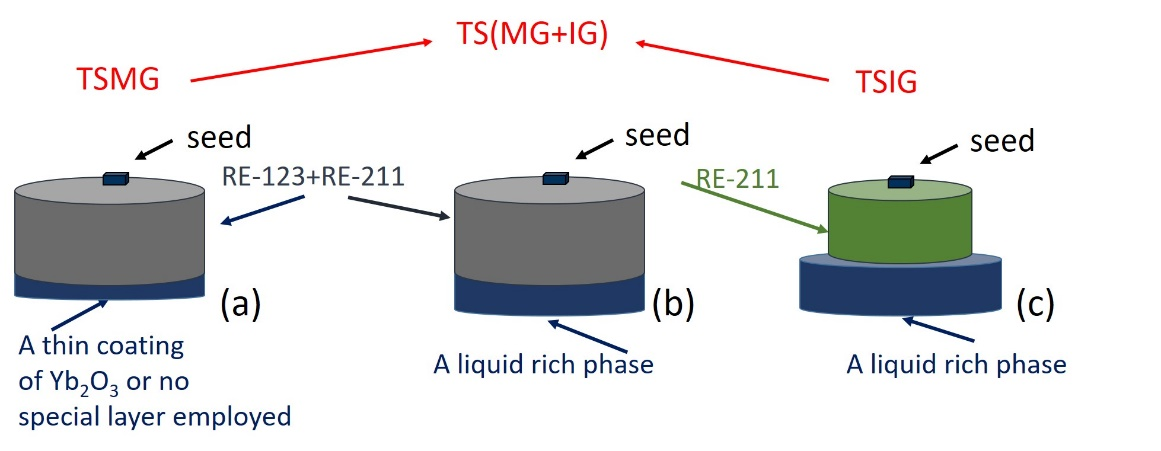 TS(MG+IG)
TSMG
TSIG
seed
seed
seed
RE-123+RE-211
RE-211
(a)
(b)
(c)
A thin coating
of Yb₂O₃ or no
special layer employed
A liquid rich phase
A liquid rich phase